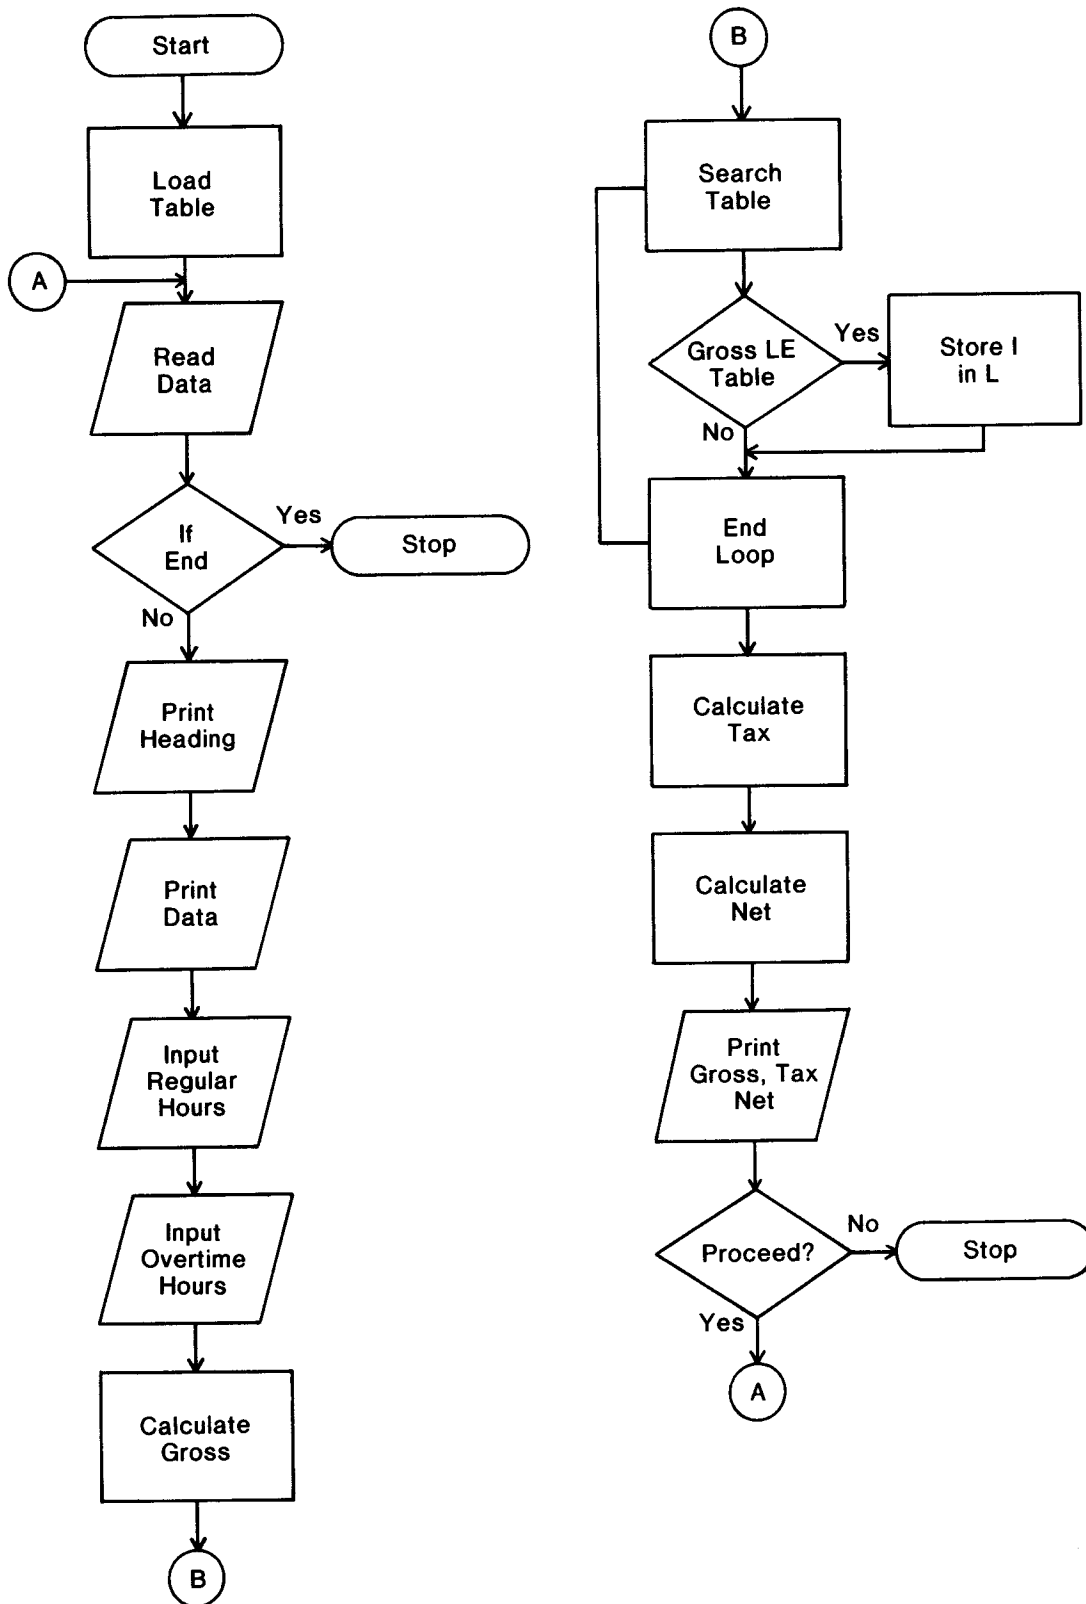 Start
Load
Table
A
Read
Data
If
End
Yes
Stop
No
Print
Heading
Print
Data
Input
Regular
Hours
Input
Overtime
Hours
Calculate
Gross
B
B
Search
Table
Gross LE
Table
Yes
Store I
in L
No
End
Loop
Calculate
Tax
Calculate
Net
Print
Gross, Tax
Net
Proceed?
No
Stop
Yes
A